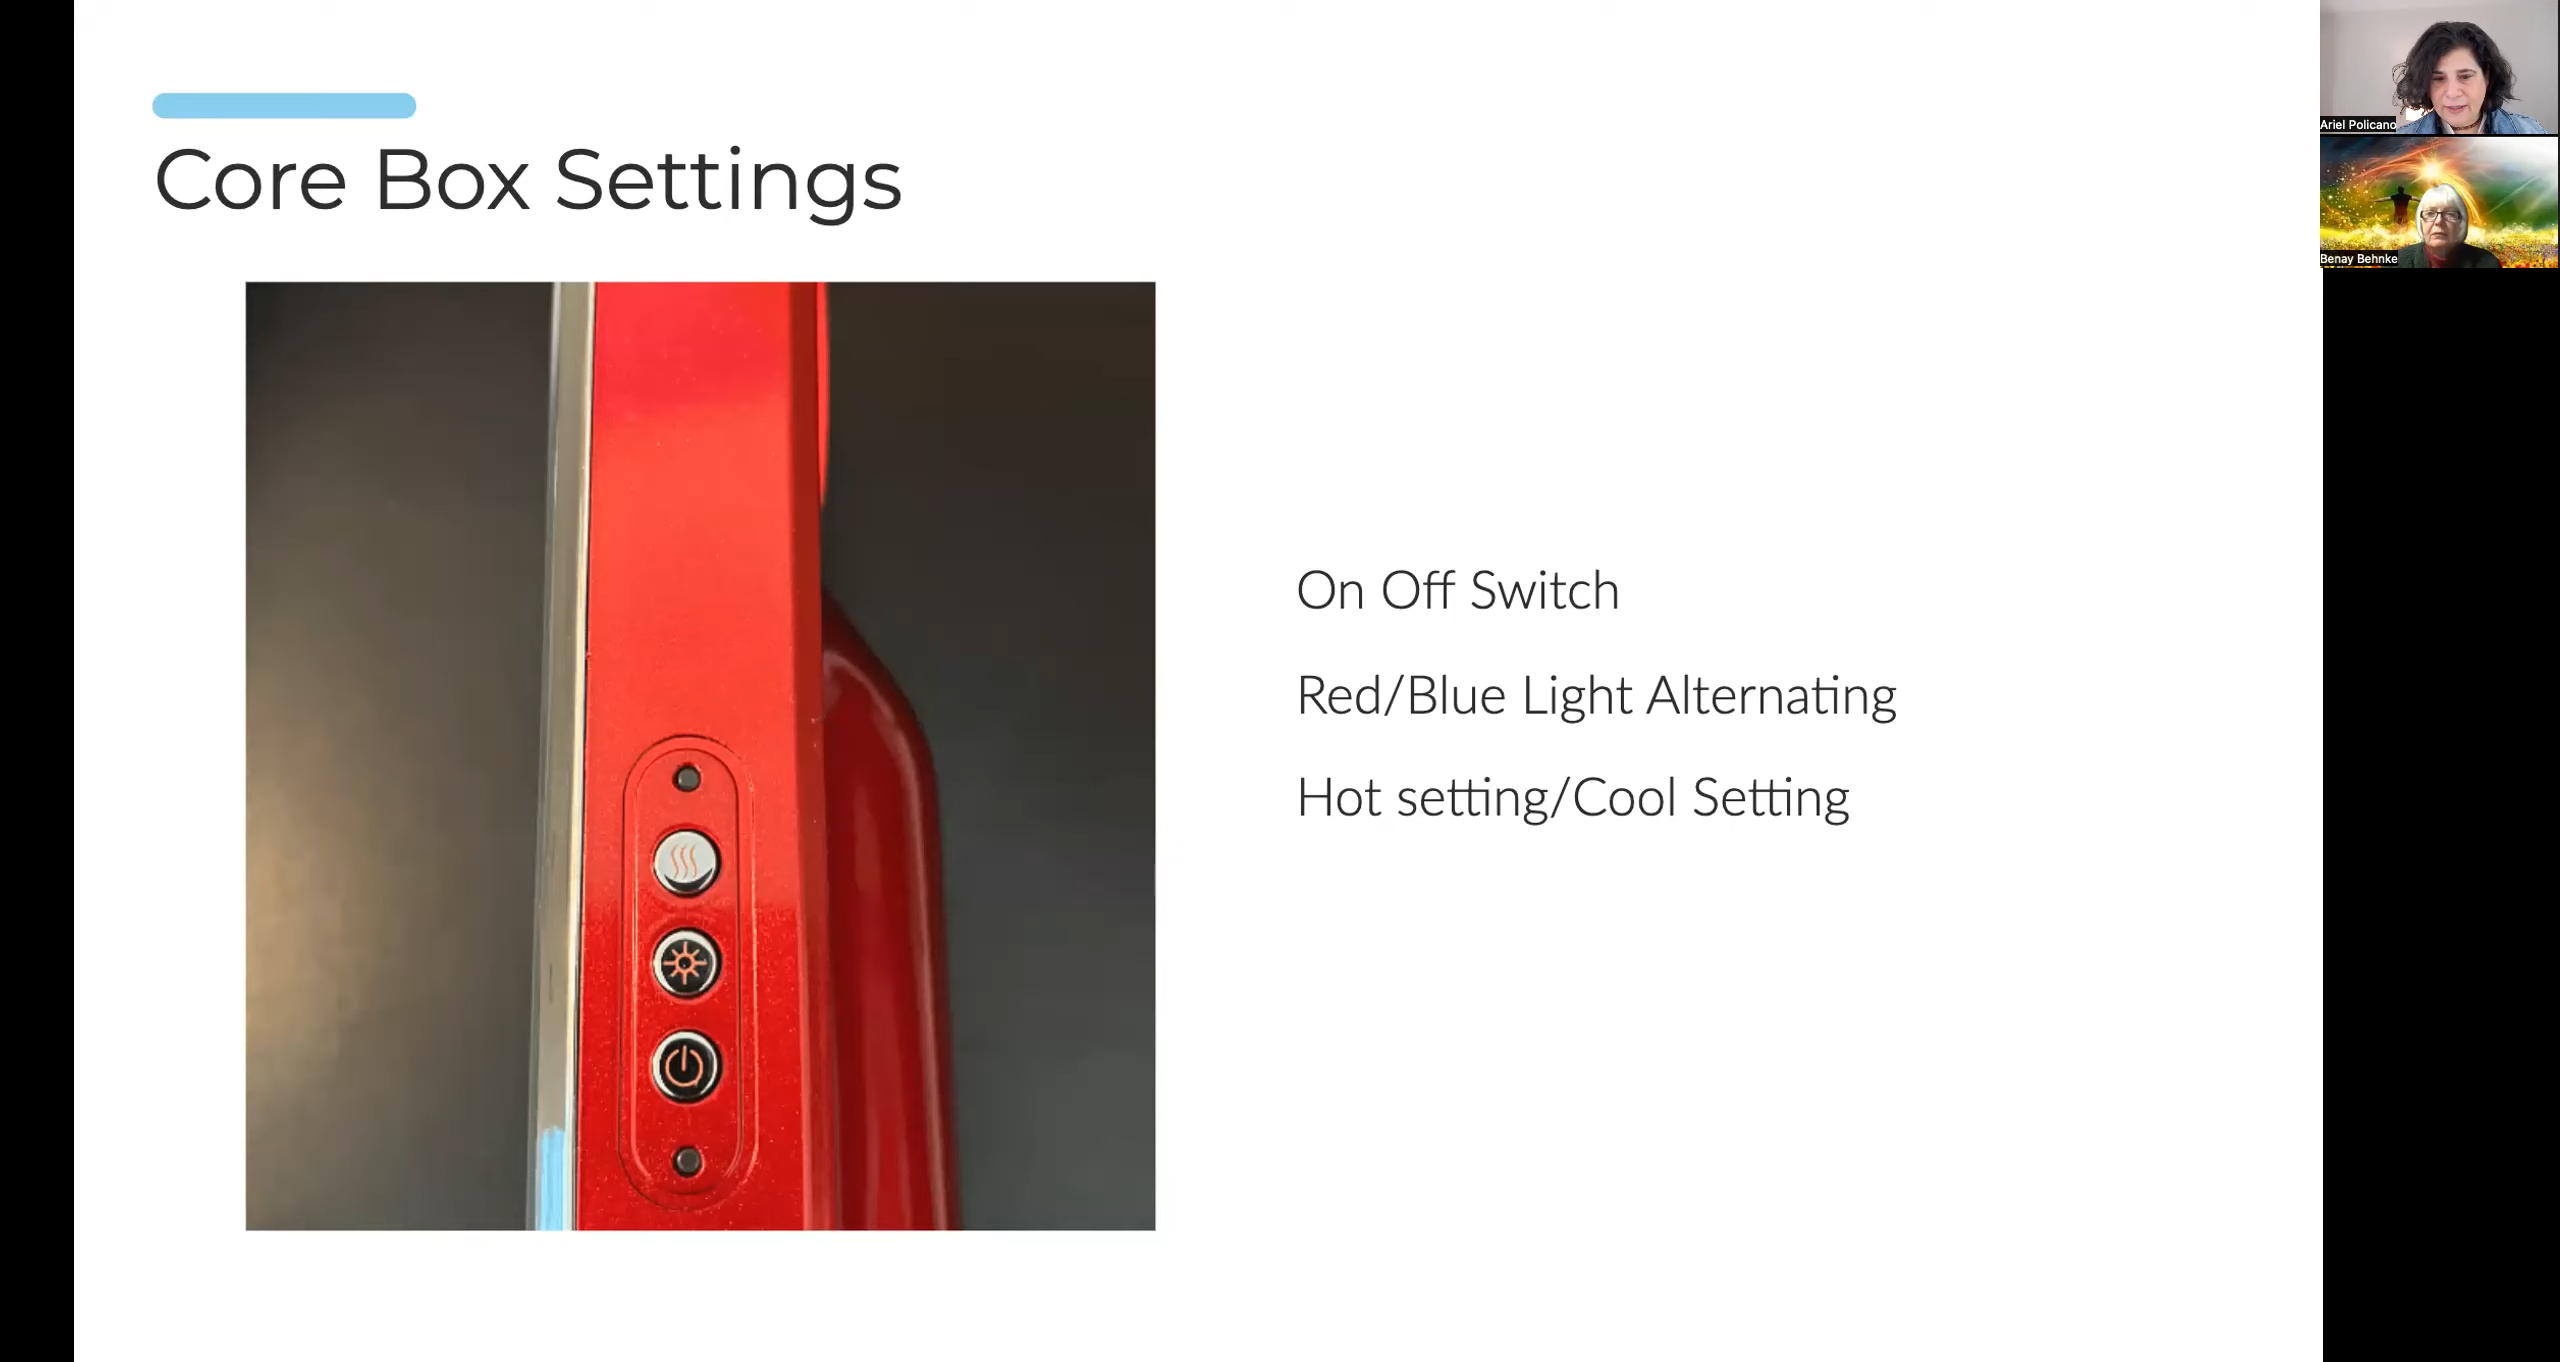 Core Box Settings
On Off Switch
Red/Blue Light Alternating
Hot setting/Cool Setting
Ariel Policano
Benay Behnke